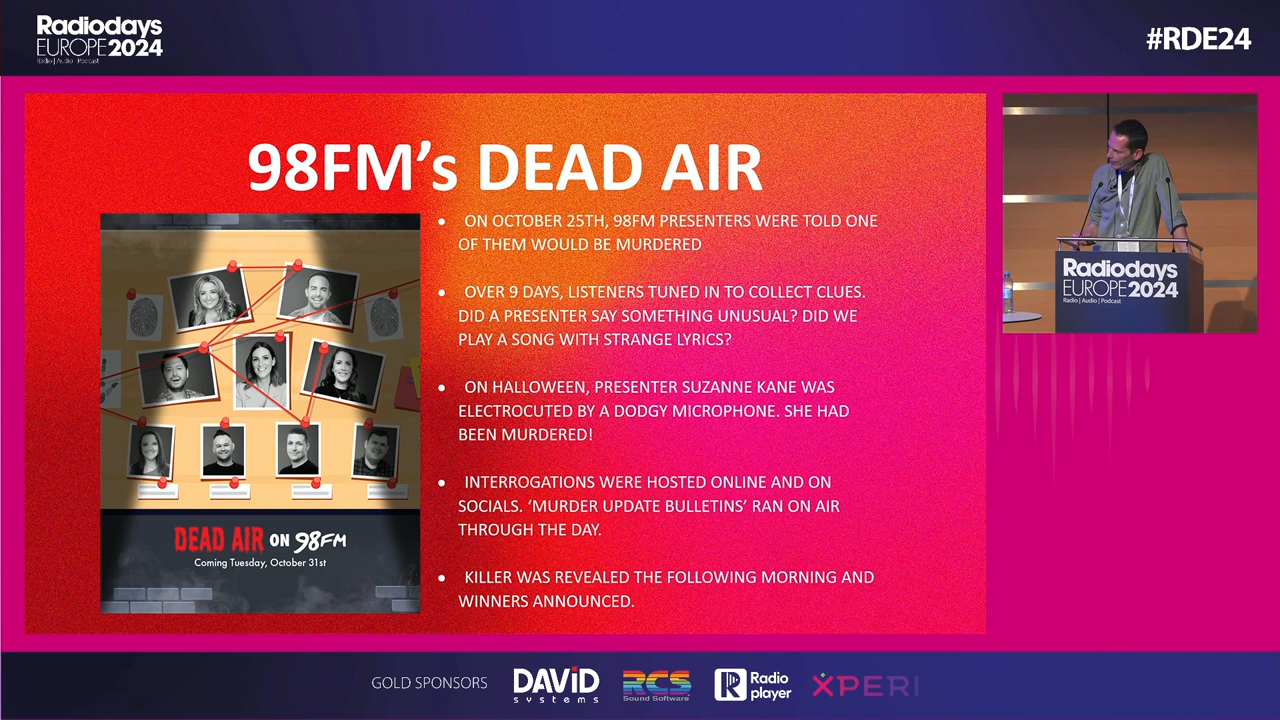 Radiodays
EUROPE 2024
Radio | Audio | Podcast
#RDE24
98FM's DEAD AIR
• ON OCTOBER 25TH, 98FM PRESENTERS WERE TOLD ONE
OF THEM WOULD BE MURDERED
• OVER 9 DAYS, LISTENERS TUNED IN TO COLLECT CLUES.
DID A PRESENTER SAY SOMETHING UNUSUAL? DID WE
PLAY A SONG WITH STRANGE LYRICS?
• ON HALLOWEEN, PRESENTER SUZANNE KANE WAS
ELECTROCUTED BY A DODGY MICROPHONE. SHE HAD
BEEN MURDERED!
• INTERROGATIONS WERE HOSTED ONLINE AND ON
SOCIALS. 'MURDER UPDATE BULLETINS' RAN ON AIR
THROUGH THE DAY.
• KILLER WAS REVEALED THE FOLLOWING MORNING AND
WINNERS ANNOUNCED.
DEAD AIR ON 98FM
Coming Tuesday, October 31st
Radiodays
EUROPE 2024
Radio | Audio | Podcast
GOLD SPONSORS
DAViD
systems
RCS
Sound Software
Radio
player
XPERI